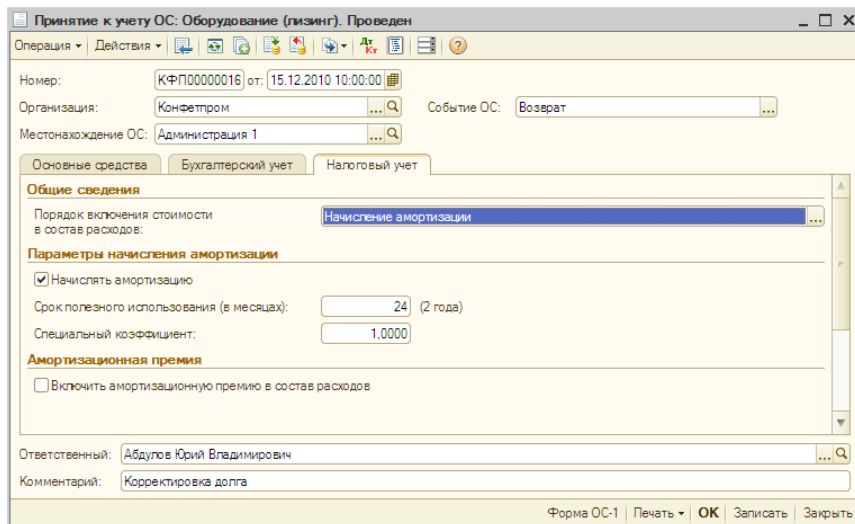 Принятие к учету ОС: Оборудование (лизинг). Проведен
Операция Действия Дт Кт
Номер: КФП00000016 от: 15.12.2010 10:00:00
Организация: Конфетпром ... Событие ОС: Возврат ...
Местонахождение ОС: Администрация 1 ...
Основные средства Бухгалтерский учет Налоговый учет
Общие сведения
Порядок включения стоимости
в состав расходов: Начисление амортизации ...
Параметры начисления амортизации
Начислять амортизацию
Срок полезного использования (в месяцах): 24 (2 года)
Специальный коэффициент: 1,0000
Амортизационная премия
Включить амортизационную премию в состав расходов
Ответственный: Абдулов Юрий Владимирович ...
Комментарий: Корректировка долга
Форма ОС-1 Печать OK Записать Закрыть